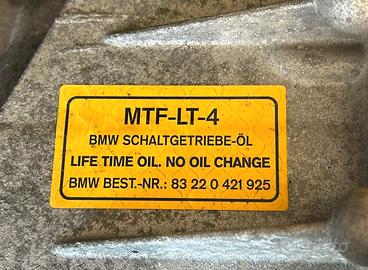 MTF-LT-4
BMW SCHALTGETRIEBE-ÖL
LIFE TIME OIL. NO OIL CHANGE
BMW BEST.-NR.: 83 22 0 421 925